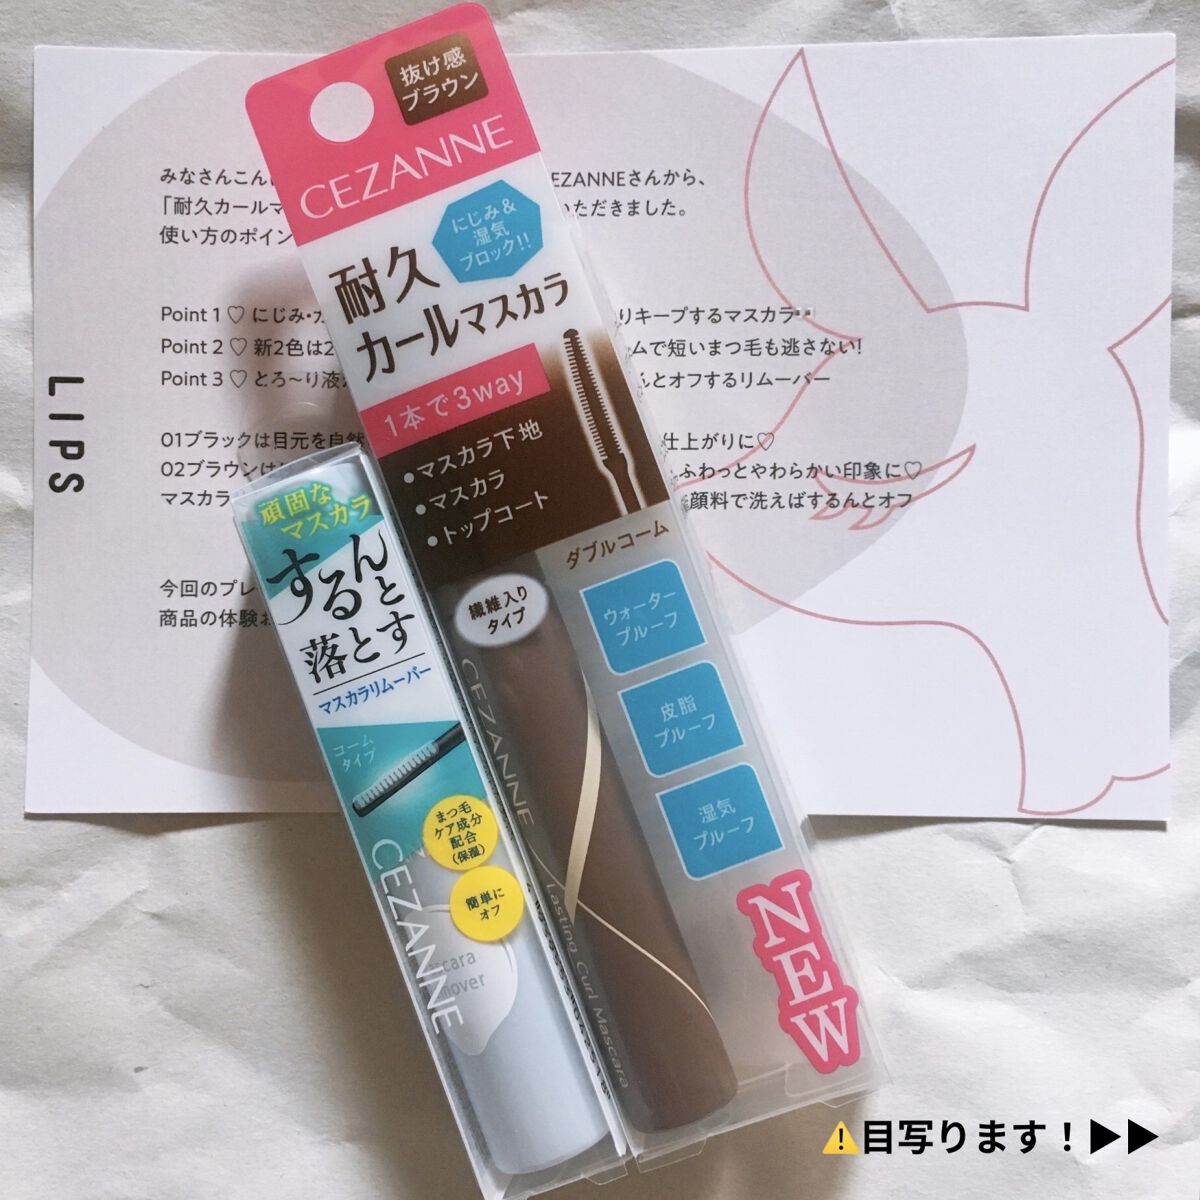 抜け感
ブラウン
CEZANNE
にじみ&
湿気
ブロック!!
耐久
カールマスカラ
1本で3way
●マスカラ下地
●マスカラ
●トップコート
ダブルコーム
繊維入り
タイプ
ウォーター
プルーフ
皮脂
プルーフ
湿気
プルーフ
CEZANNE
Lasting Curl Mascara
NEW
頑固な
マスカラ
するんと
落とす
マスカラリムーバー
コーム
タイプ
まつ毛
ケア成分
配合
(保湿)
簡単に
オフ
CEZANNE
LIPS
みなさんこん EZANNEさんから、
「耐久カールマ いただきました。
使い方のポイン
Point 1 ♡ にじみ・カ りキープするマスカラ
Point 2 ♡ 新2色は2 ムで短いまつ毛も逃さない!
Point 3 ♡ とろ〜り液 んとオフするリムーバー
01ブラックは目元を自然 仕上がりに♡
02ブラウンは ふわっとやわらかい印象に♡
マスカラ 顔料で洗えばするんとオフ
今回のプレ
商品の体験
⚠️目写ります！▶▶